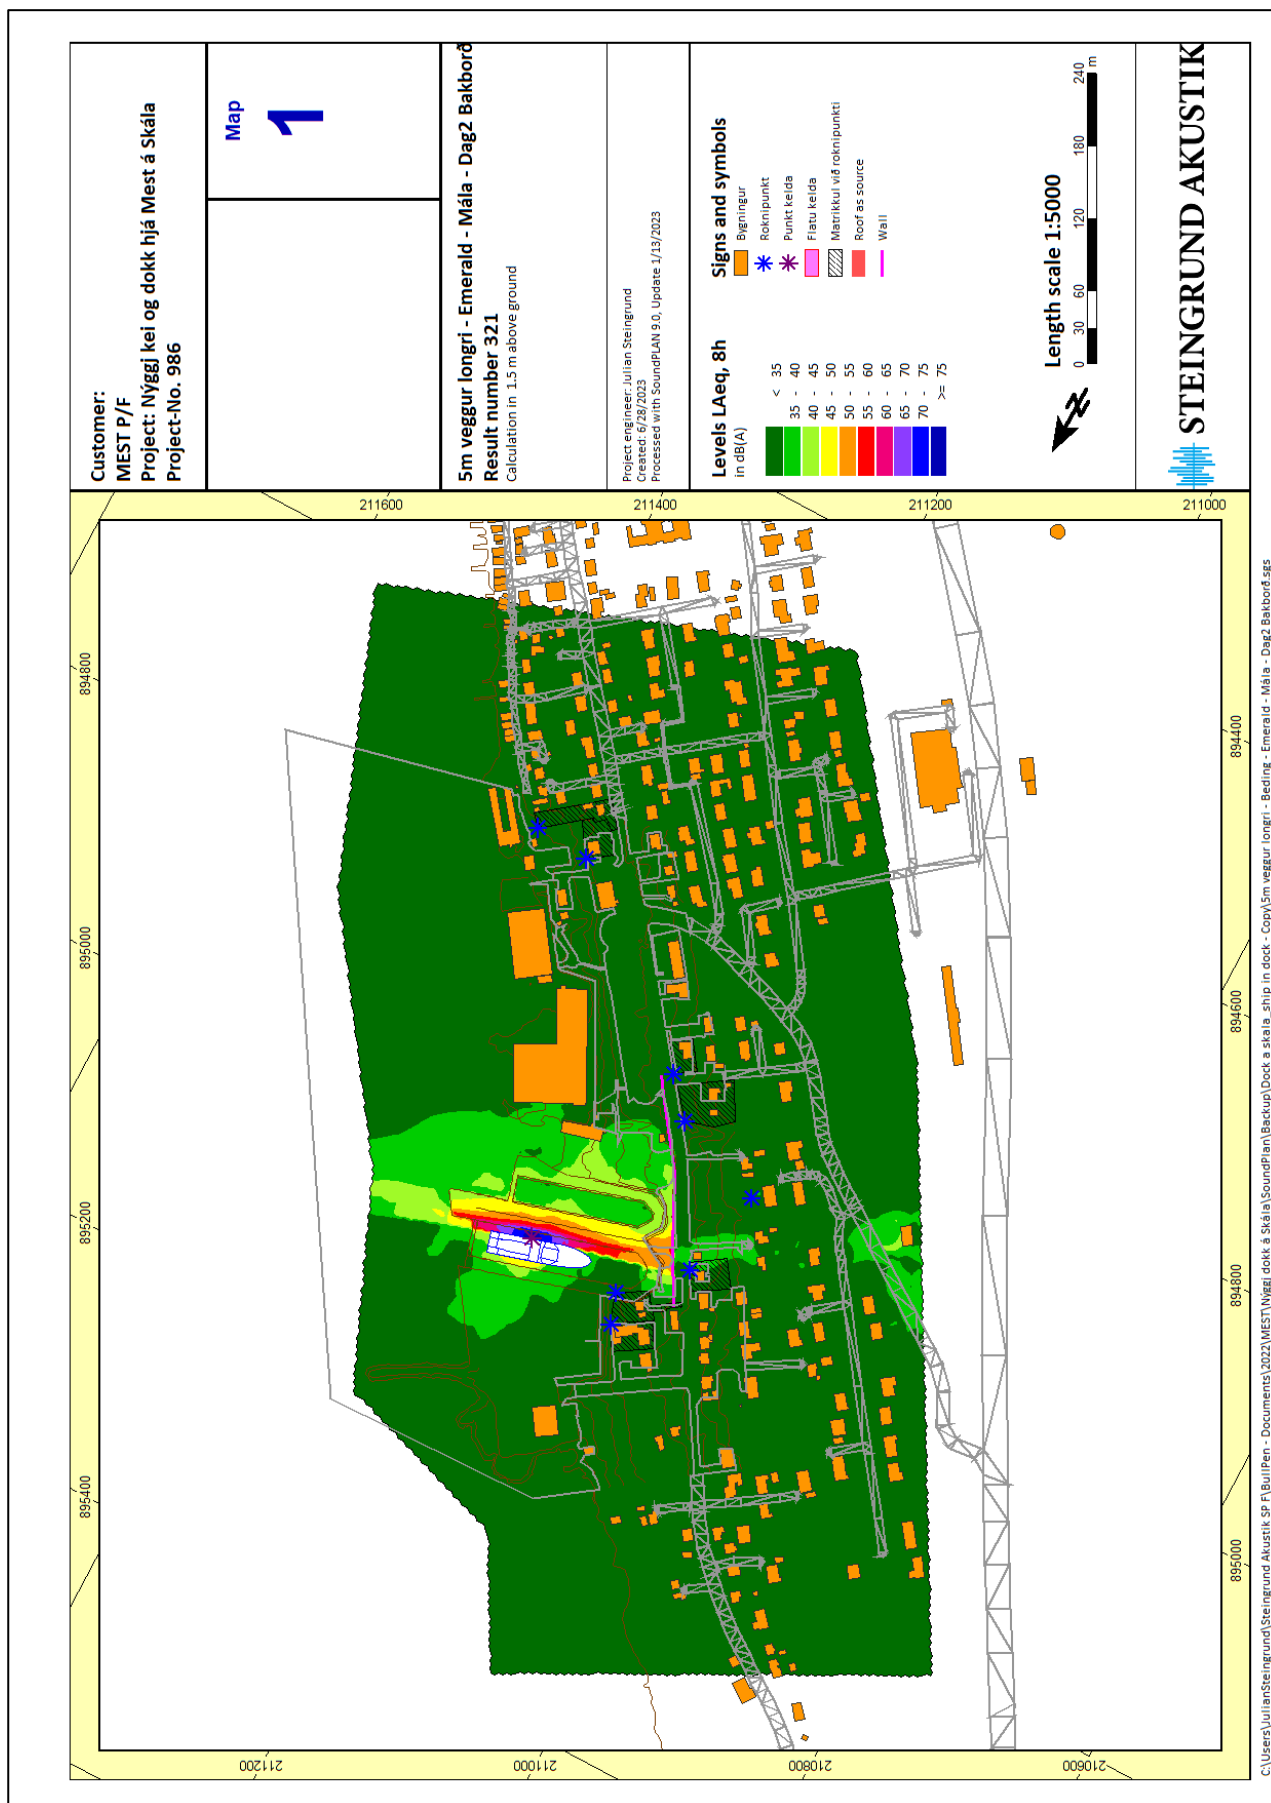 Customer:
MEST P/F
Project: Nýggj kei og dokk hjá Mest á Skála
Project-No. 986
Map
1
5m veggur longri - Emerald - Mála - Dag2 Bakborð
Result number 321
Calculation in 1.5 m above ground
Project engineer: Julian Steingrund
Created: 6/28/2023
Processed with SoundPLAN 9.0, Update 1/13/2023
Levels LAeq, 8h
in dB(A)
< 35
35 - 40
40 - 45
45 - 50
50 - 55
55 - 60
60 - 65
65 - 70
70 - 75
>= 75
Signs and symbols
Bygningur
Roknipunkt
Punkt kelda
Flatu kelda
Matrikkul við roknipunkti
Roof as source
Wall
Length scale 1:5000
0 30 60 120 180 240
m
STEINGRUND AKUSTIK
211600
211400
211200
211000
894800
895000
895200
895400
894400
894600
894800
895000
211200
211000
210800
210600
C:\Users\JulianSteingrund\Steingrund Akustik SP F\BullPen - Documents\2022\MEST\Nýggj dokk á Skála\SoundPlan\Backup\Dock a skala_ship in dock - Copy\5m veggur longri - Beding - Emerald - Mála - Dag2 Bakborð.sgs